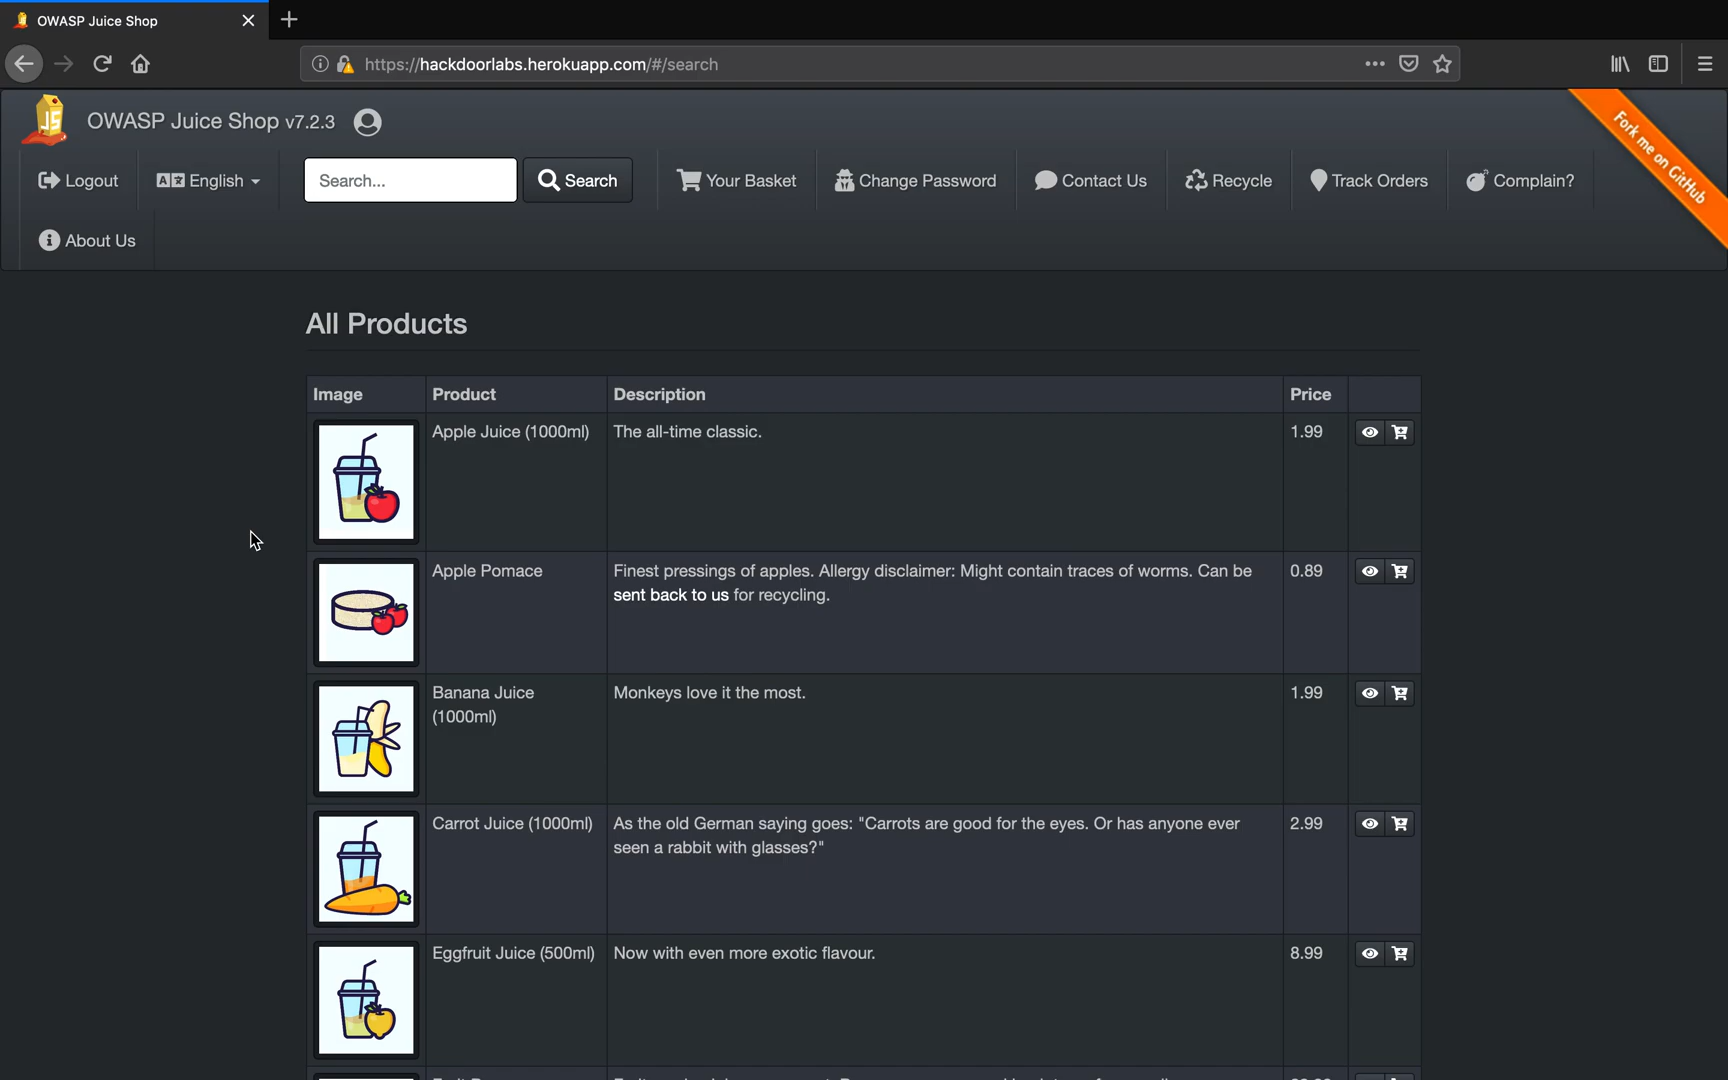 OWASP Juice Shop
https://hackdoorlabs.herokuapp.com/#/search
JS
OWASP Juice Shop v7.2.3
Fork me on GitHub
Logout
English
Search...
Search
Your Basket
Change Password
Contact Us
Recycle
Track Orders
Complain?
About Us
All Products
Image Product Description Price
Apple Juice (1000ml) The all-time classic. 1.99
Apple Pomace Finest pressings of apples. Allergy disclaimer: Might contain traces of worms. Can be 0.89
sent back to us for recycling.
Banana Juice Monkeys love it the most. 1.99
(1000ml)
Carrot Juice (1000ml) As the old German saying goes: "Carrots are good for the eyes. Or has anyone ever 2.99
seen a rabbit with glasses?"
Eggfruit Juice (500ml) Now with even more exotic flavour. 8.99